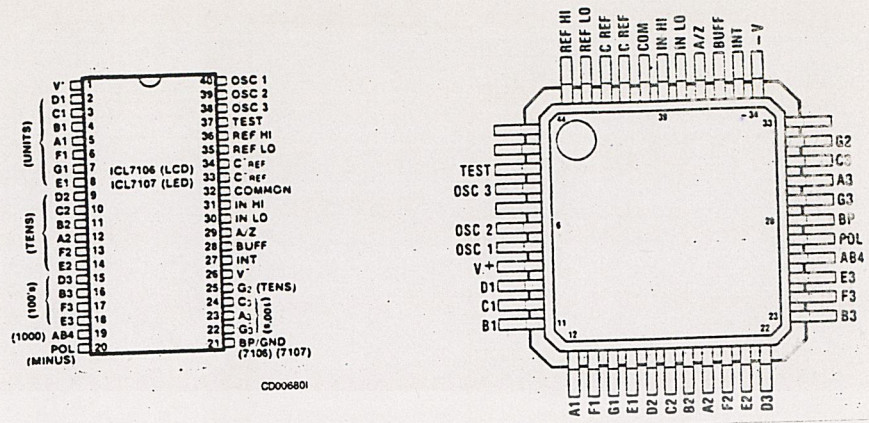 V+ 1 40 OSC 1
D1 2 39 OSC 2
C1 3 38 OSC 3
B1 4 37 TEST
A1 5 36 REF HI
F1 6 35 REF LO
G1 7 34 C+REF
E1 8 33 C-REF
D2 9 32 COMMON
C2 10 31 IN HI
B2 11 30 IN LO
A2 12 29 A/Z
F2 13 28 BUFF
E2 14 27 INT
D3 15 26 V-
B3 16 25 G2 (TENS)
F3 17 24 C3
E3 18 23 A3
(1000) AB4 19 22 G3
POL 20 21 BP/GND
(MINUS) (7106) (7107)
(UNITS)
(TENS)
(100's)
ICL7106 (LCD)
ICL7107 (LED)
CD00680I
REF HI
REF LO
C REF
C REF
COM
IN HI
IN LO
A/Z
BUFF
INT
-V
44 39 34 33
TEST
OSC 3
OSC 2
OSC 1
V+
D1
C1
B1
6
28
11
12
23
22
G2
C3
A3
G3
BP
POL
AB4
E3
F3
B3
A1
F1
G1
E1
D2
C2
B2
A2
F2
E2
D3